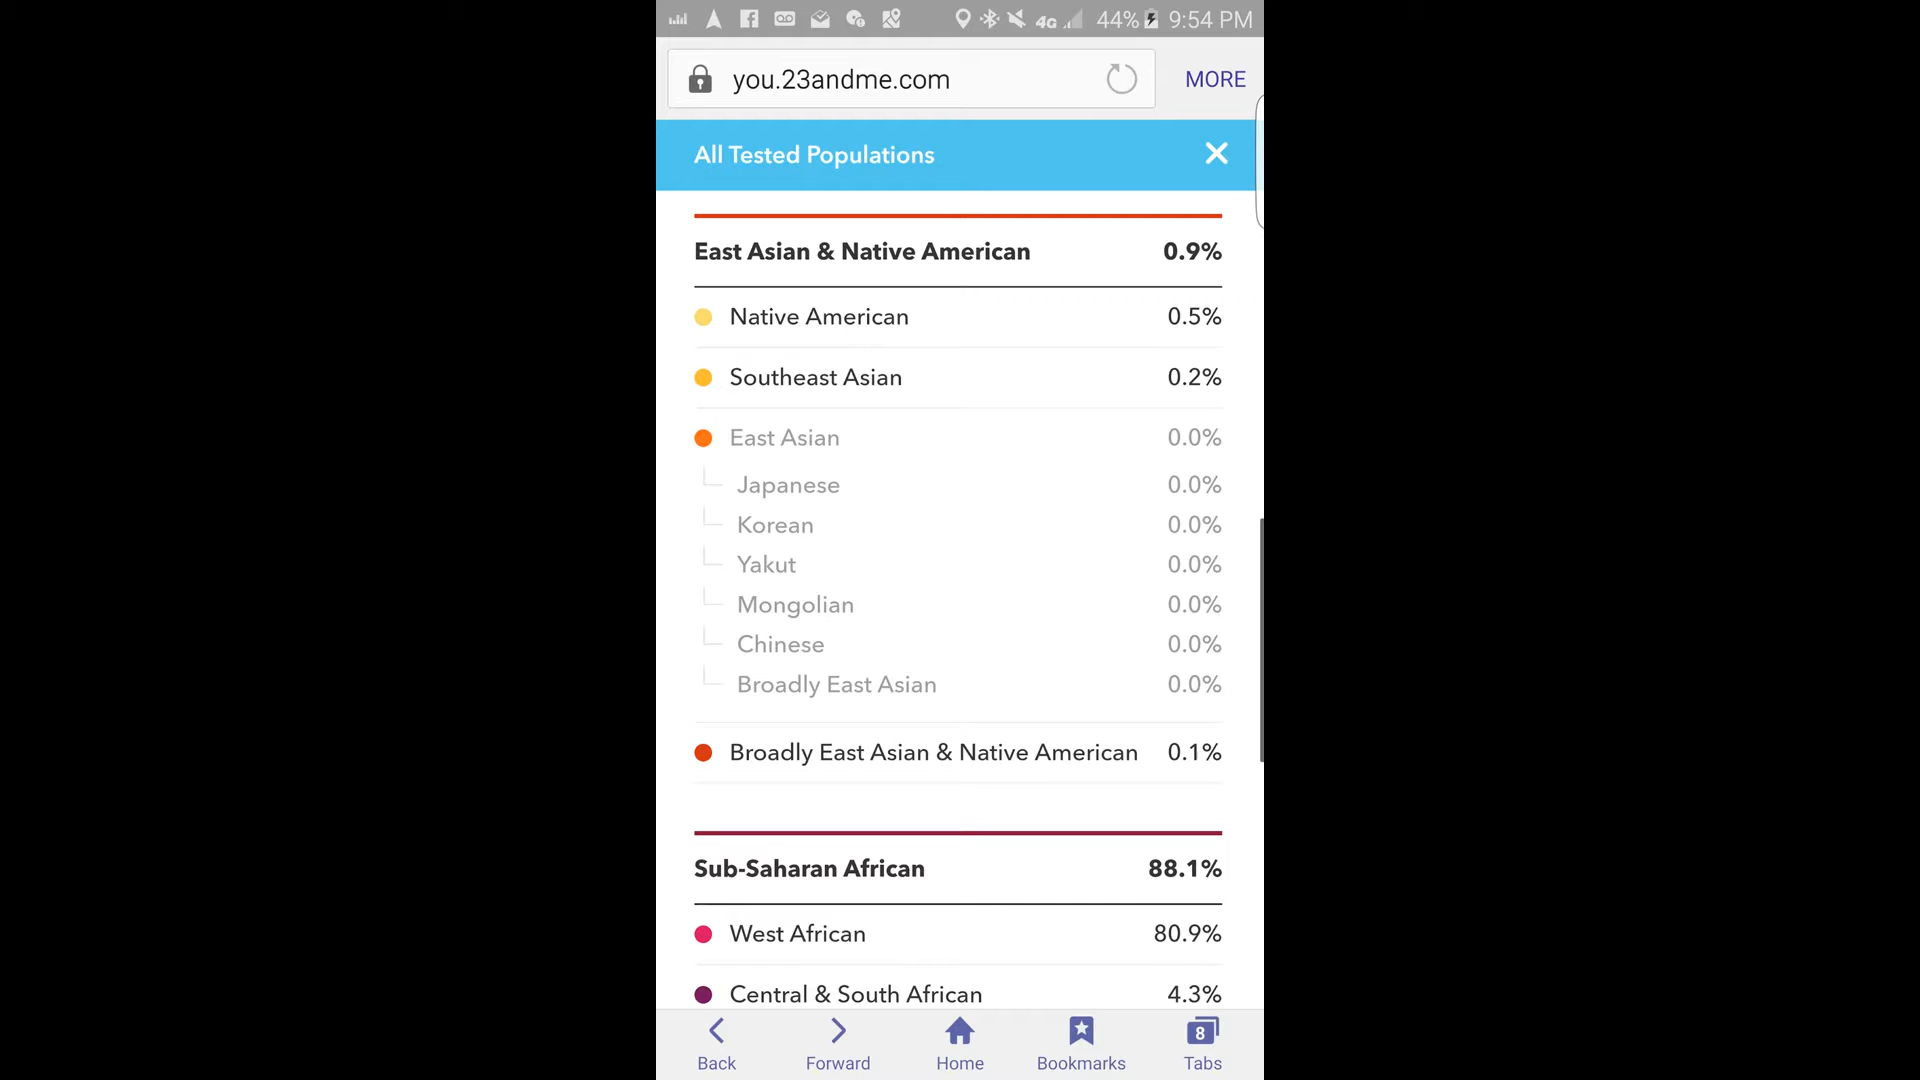 4G 44% 9:54 PM
you.23andme.com MORE
All Tested Populations
East Asian & Native American 0.9%
Native American 0.5%
Southeast Asian 0.2%
East Asian 0.0%
Japanese 0.0%
Korean 0.0%
Yakut 0.0%
Mongolian 0.0%
Chinese 0.0%
Broadly East Asian 0.0%
Broadly East Asian & Native American 0.1%
Sub-Saharan African 88.1%
West African 80.9%
Central & South African 4.3%
8
Back Forward Home Bookmarks Tabs